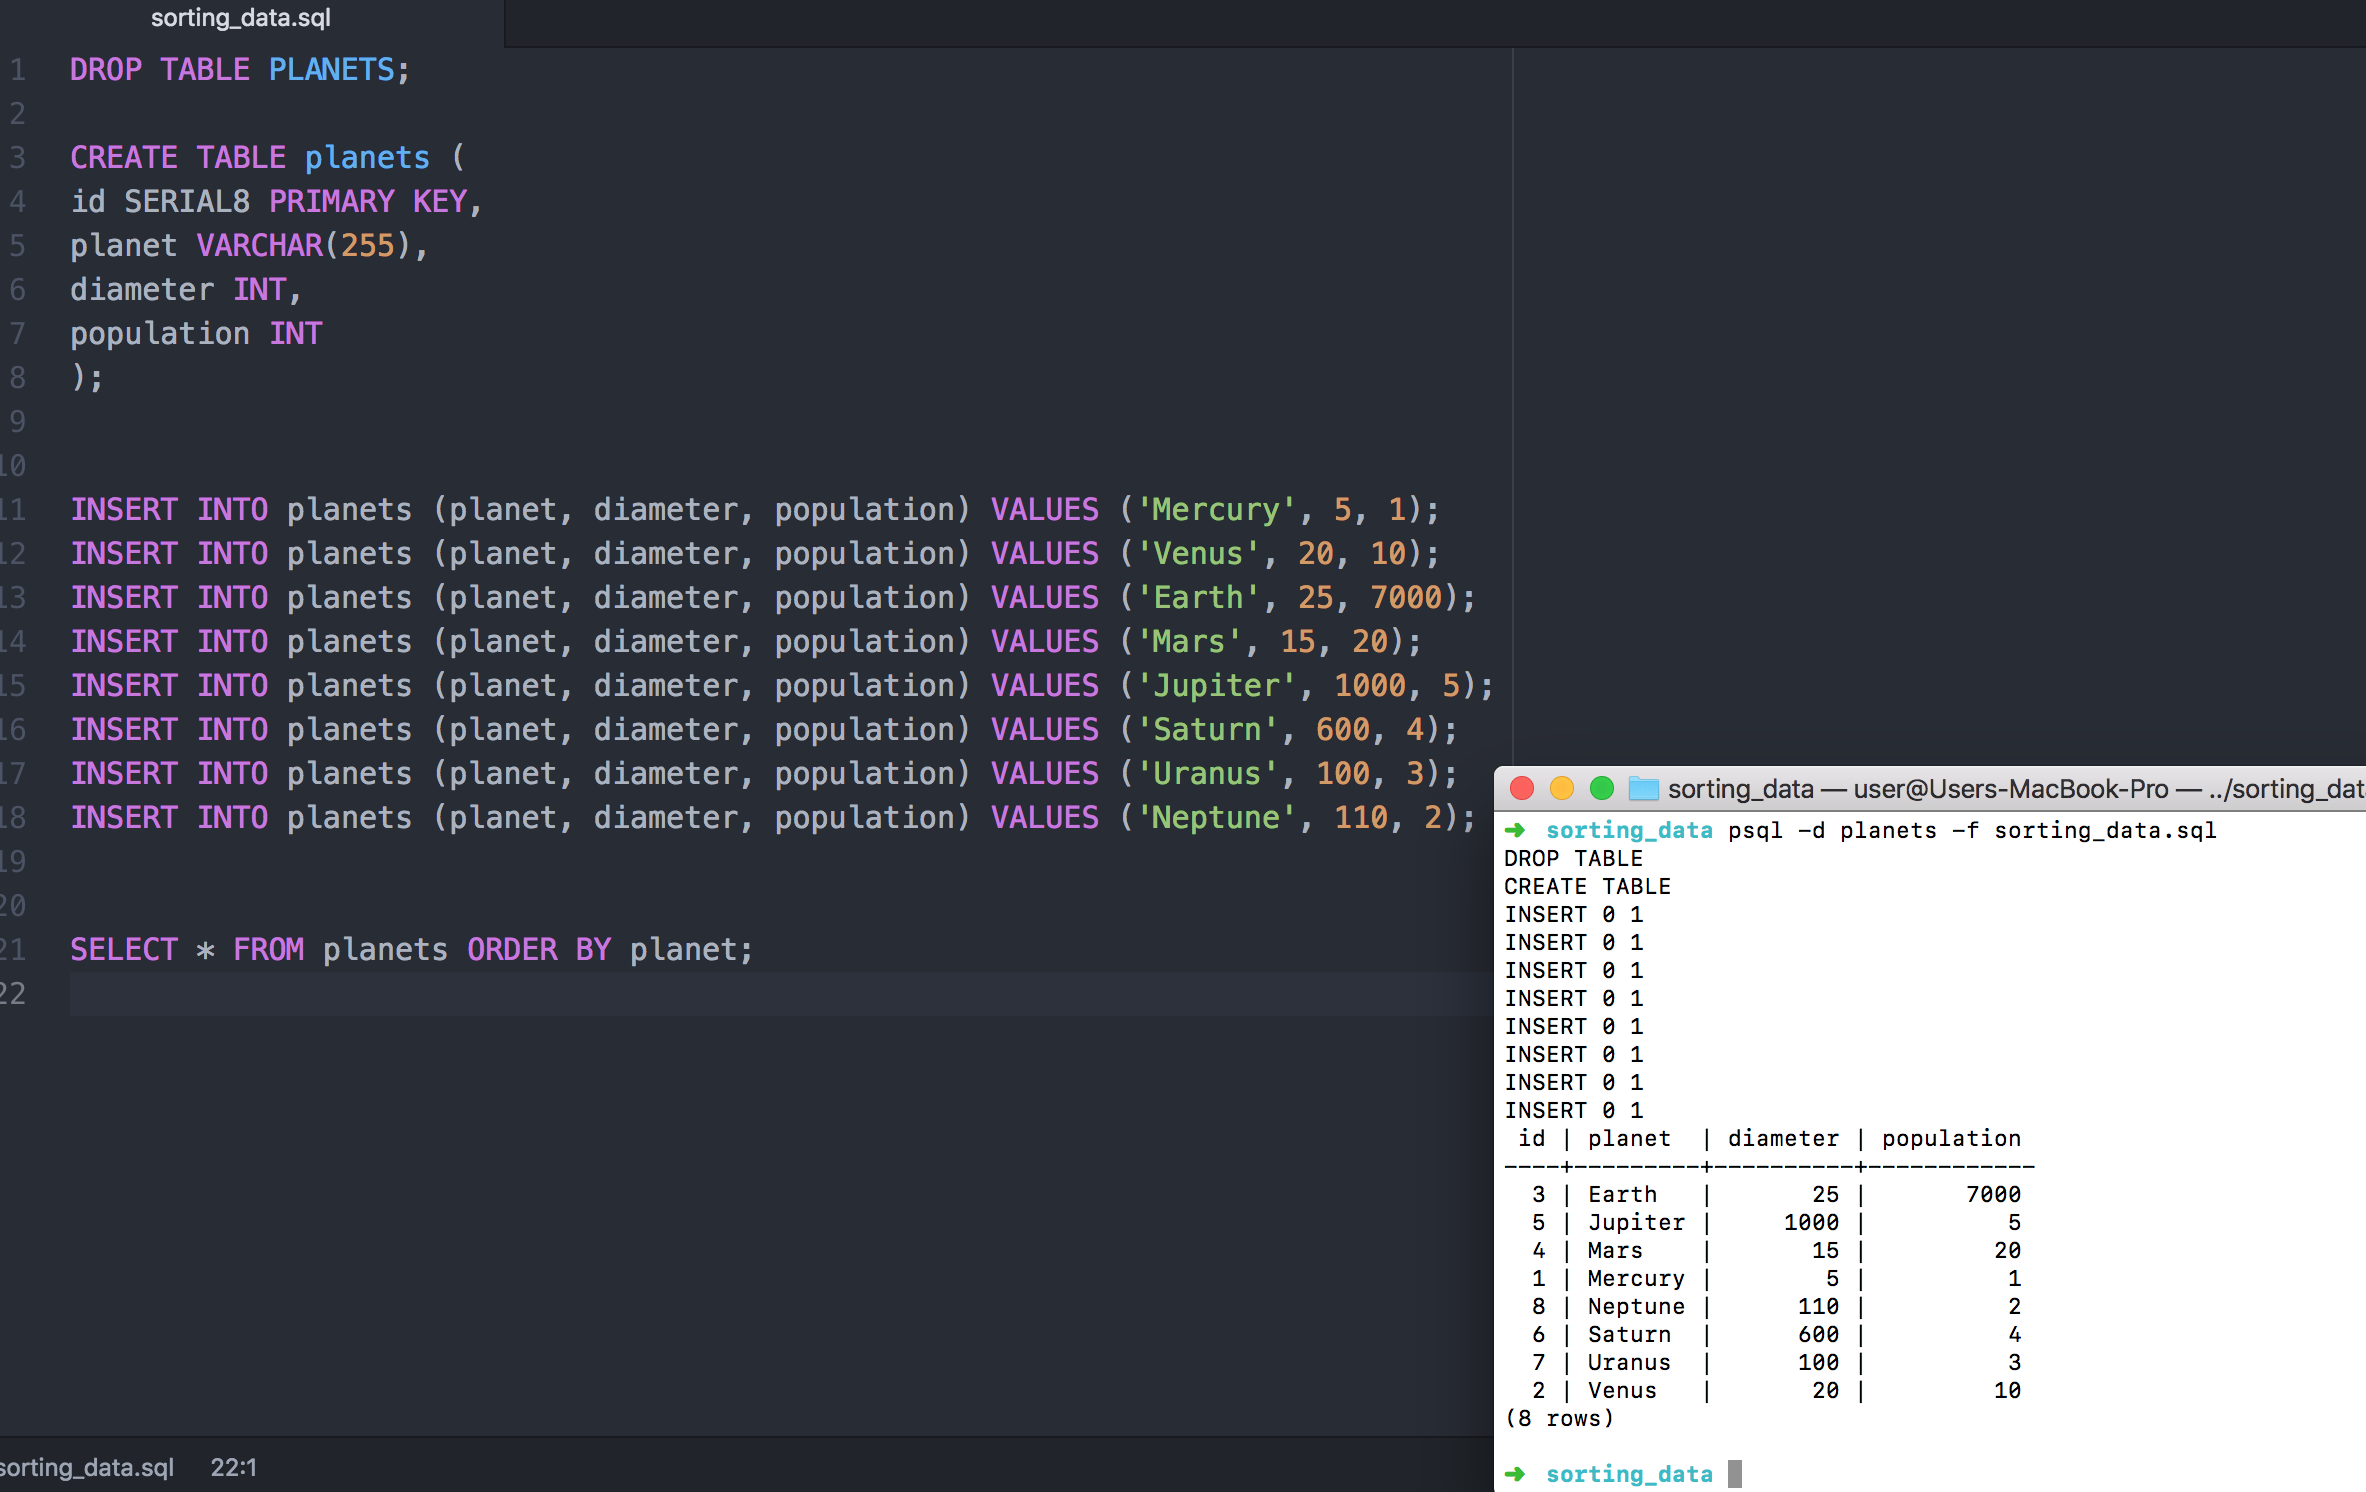 sorting_data.sql
1 DROP TABLE PLANETS;
2
3 CREATE TABLE planets (
4 id SERIAL8 PRIMARY KEY,
5 planet VARCHAR(255),
6 diameter INT,
7 population INT
8 );
9
10
11 INSERT INTO planets (planet, diameter, population) VALUES ('Mercury', 5, 1);
12 INSERT INTO planets (planet, diameter, population) VALUES ('Venus', 20, 10);
13 INSERT INTO planets (planet, diameter, population) VALUES ('Earth', 25, 7000);
14 INSERT INTO planets (planet, diameter, population) VALUES ('Mars', 15, 20);
15 INSERT INTO planets (planet, diameter, population) VALUES ('Jupiter', 1000, 5);
16 INSERT INTO planets (planet, diameter, population) VALUES ('Saturn', 600, 4);
17 INSERT INTO planets (planet, diameter, population) VALUES ('Uranus', 100, 3);
18 INSERT INTO planets (planet, diameter, population) VALUES ('Neptune', 110, 2);
19
20
21 SELECT * FROM planets ORDER BY planet;
22
sorting_data.sql 22:1
sorting_data — user@Users-MacBook-Pro — ../sorting_dat
➜ sorting_data psql -d planets -f sorting_data.sql
DROP TABLE
CREATE TABLE
INSERT 0 1
INSERT 0 1
INSERT 0 1
INSERT 0 1
INSERT 0 1
INSERT 0 1
INSERT 0 1
INSERT 0 1
 id | planet  | diameter | population
----+---------+----------+------------
  3 | Earth   |       25 |       7000
  5 | Jupiter |     1000 |          5
  4 | Mars    |       15 |         20
  1 | Mercury |        5 |          1
  8 | Neptune |      110 |          2
  6 | Saturn  |      600 |          4
  7 | Uranus  |      100 |          3
  2 | Venus   |       20 |         10
(8 rows)
➜ sorting_data